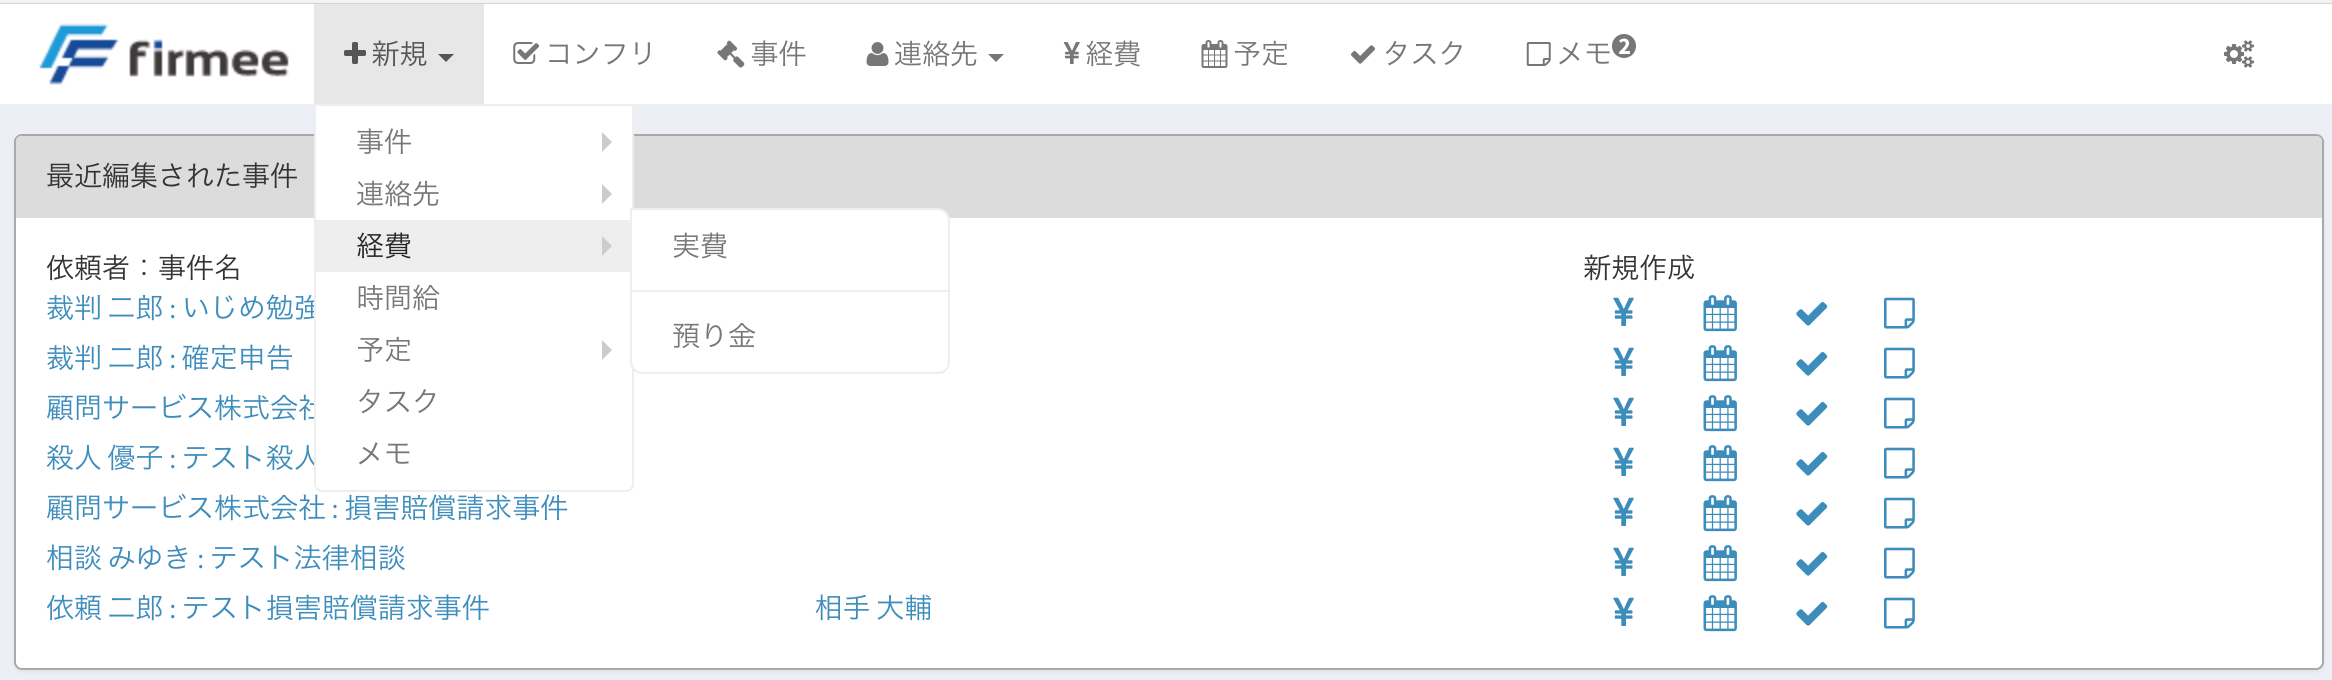 firmee 新規 コンフリ 事件 連絡先 ¥経費 予定 タスク メモ2
事件
連絡先
経費
時間給
予定
タスク
メモ
実費
預り金
最近編集された事件
依頼者：事件名 新規作成
裁判 二郎 : いじめ勉強
裁判 二郎 : 確定申告
顧問サービス株式会社
殺人 優子 : テスト殺人
顧問サービス株式会社 : 損害賠償請求事件
相談 みゆき : テスト法律相談
依頼 二郎 : テスト損害賠償請求事件 相手 大輔